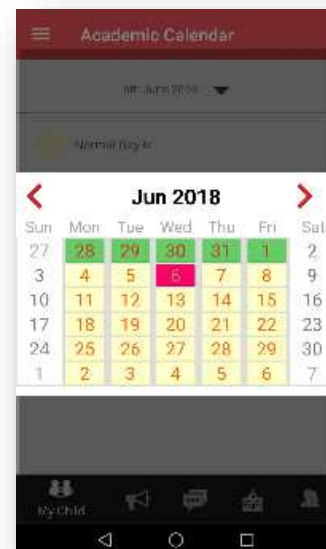 Academic Calendar
6th June 2018
Normal Day
Jun 2018
Sun Mon Tue Wed Thu Fri Sat
27 28 29 30 31 1 2
3 4 5 6 7 8 9
10 11 12 13 14 15 16
17 18 19 20 21 22 23
24 25 26 27 28 29 30
1 2 3 4 5 6 7
My Child